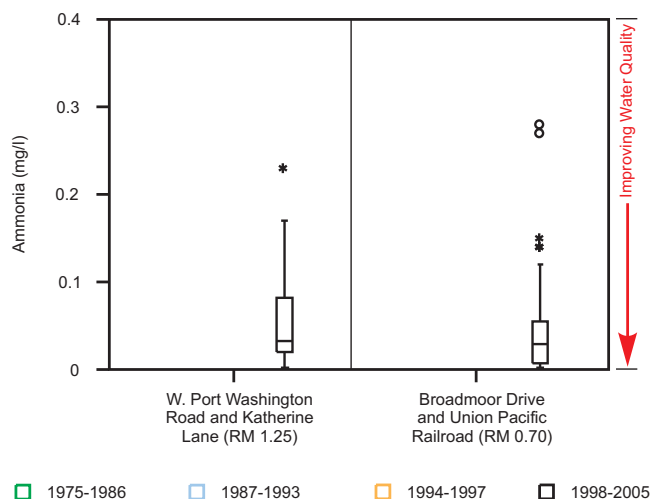 0.4
0.3
0.2
0.1
0
Ammonia (mg/l)
Improving Water Quality
W. Port Washington
Road and Katherine
Lane (RM 1.25)
Broadmoor Drive
and Union Pacific
Railroad (RM 0.70)
1975-1986
1987-1993
1994-1997
1998-2005